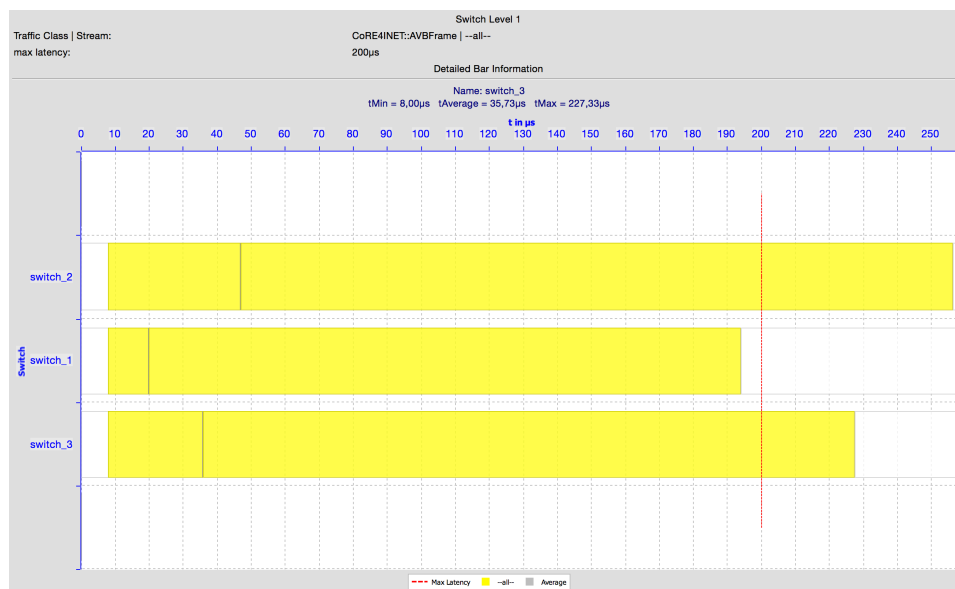 Switch Level 1
Traffic Class | Stream: CoRE4INET::AVBFrame | --all--
max latency: 200µs
Detailed Bar Information
Name: switch_3
tMin = 8,00µs tAverage = 35,73µs tMax = 227,33µs
t in µs
0 10 20 30 40 50 60 70 80 90 100 110 120 130 140 150 160 170 180 190 200 210 220 230 240 250
switch_2
Switch
switch_1
switch_3
Max Latency --all-- Average